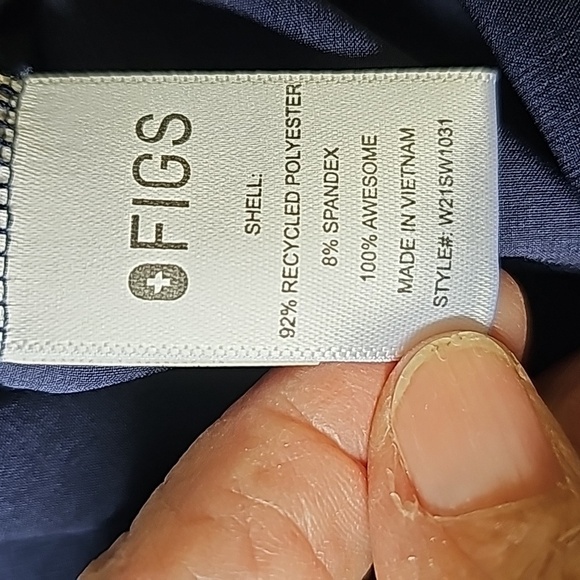 FIGS
SHELL:
92% RECYCLED POLYESTER
8% SPANDEX
100% AWESOME
MADE IN VIETNAM
STYLE#: W21SW1031